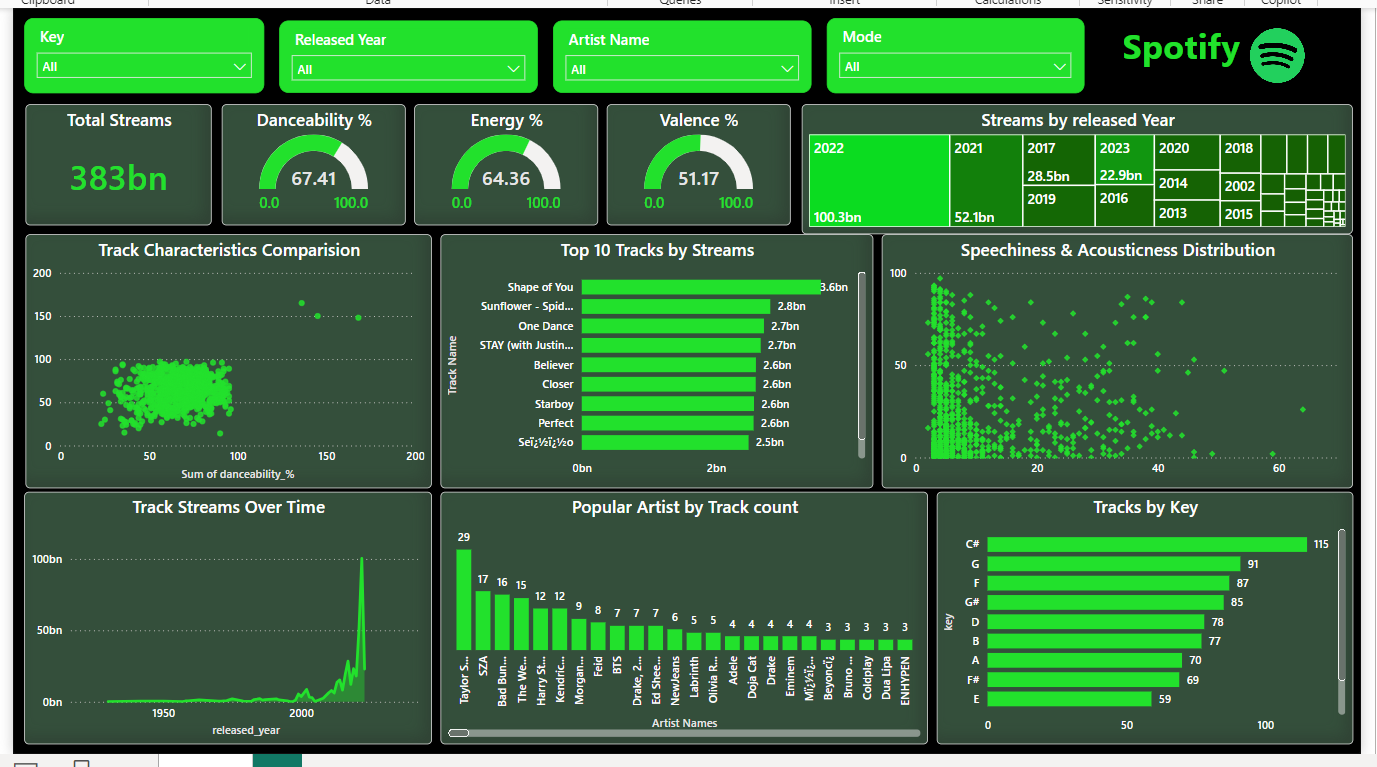 Clipboard
Data
Queries
Insert
Calculations
Sensitivity
Share
Copilot
Key
All
Released Year
All
Artist Name
All
Mode
All
Spotify
Total Streams
383bn
Danceability %
67.41
0.0 100.0
Energy %
64.36
0.0 100.0
Valence %
51.17
0.0 100.0
Streams by released Year
2022
100.3bn
2021
52.1bn
2017
28.5bn
2019
2023
22.9bn
2016
2020
2014
2013
2018
2002
2015
Track Characteristics Comparision
200
150
100
50
0
0 50 100 150 200
Sum of danceability_%
Top 10 Tracks by Streams
Track Name
Shape of You 3.6bn
Sunflower - Spid... 2.8bn
One Dance 2.7bn
STAY (with Justin... 2.7bn
Believer 2.6bn
Closer 2.6bn
Starboy 2.6bn
Perfect 2.6bn
Seï¿½ï¿½o 2.5bn
0bn 2bn
Speechiness & Acousticness Distribution
100
50
0
0 20 40 60
Track Streams Over Time
100bn
50bn
0bn
1950 2000
released_year
Popular Artist by Track count
29 17 16 15 12 12 9 8 7 7 7 6 5 5 4 4 4 4 4 3 3 3 3 3
Taylor S...
SZA
Bad Bun...
The We...
Harry St...
Kendric...
Morgan...
Feid
BTS
Drake, 2...
Ed Shee...
NewJeans
Labrinth
Olivia R...
Adele
Doja Cat
Drake
Eminem
Mï¿½ï¿...
Beyoncï¿
Bruno ...
Coldplay
Dua Lipa
ENHYPEN
Artist Names
Tracks by Key
key
C# 115
G 91
F 87
G# 85
D 78
B 77
A 70
F# 69
E 59
0 50 100